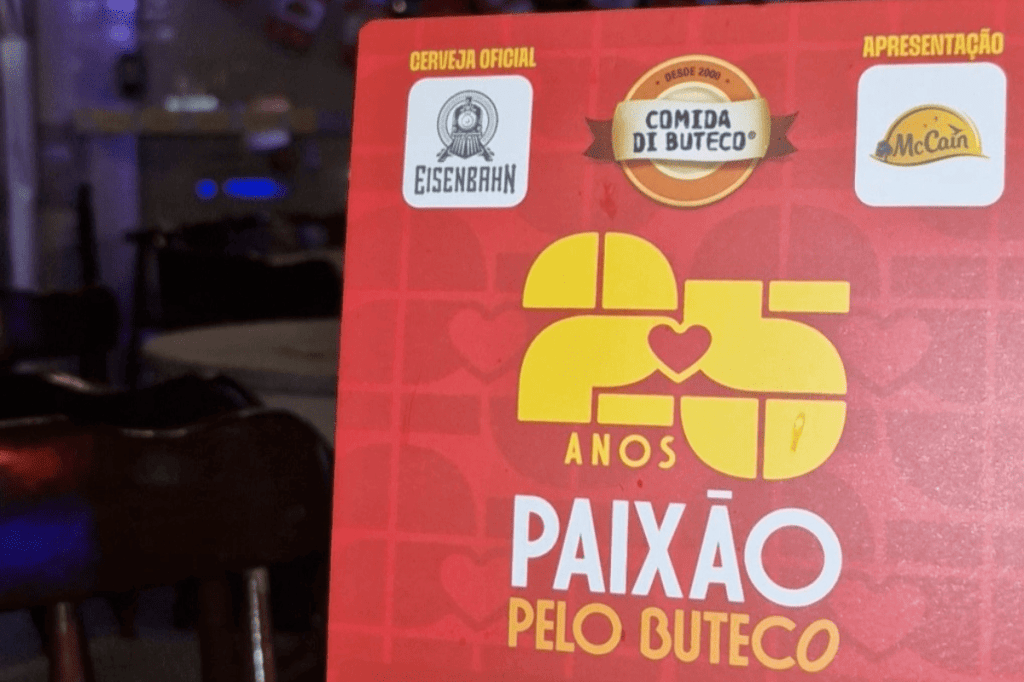 CERVEJA OFICIAL
EISENBAHN
DESDE 2000
COMIDA
DI BUTECO®
APRESENTAÇÃO
McCain
25
ANOS
PAIXÃO
PELO BUTECO